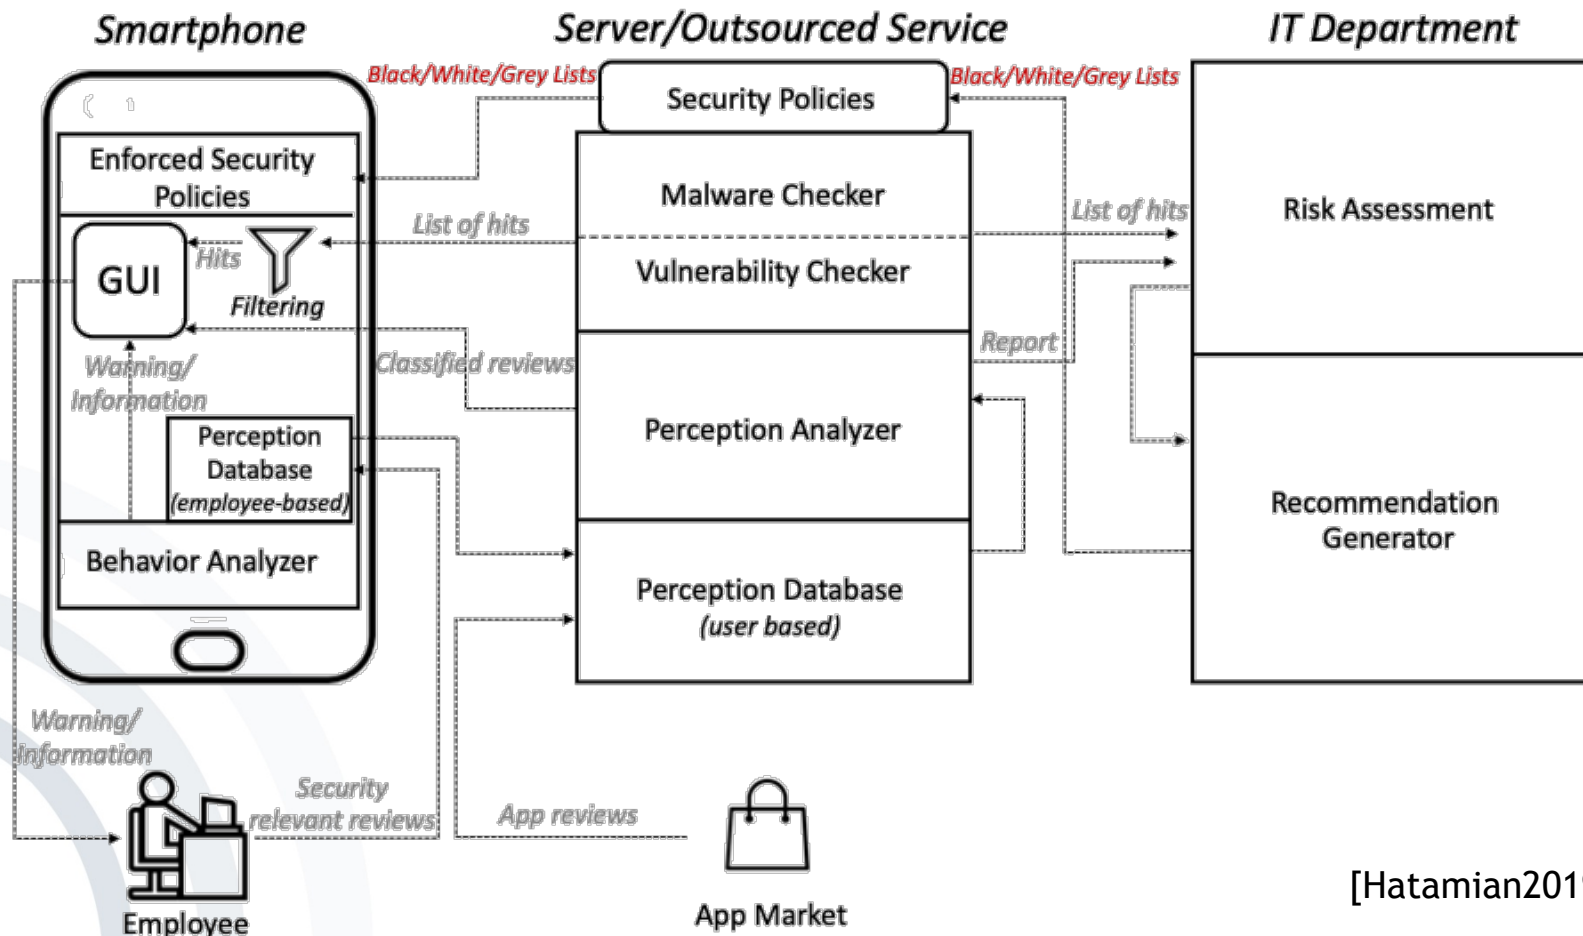 Smartphone
Server/Outsourced Service
IT Department
Black/White/Grey Lists
Security Policies
Black/White/Grey Lists
Enforced Security
Policies
Malware Checker
List of hits
List of hits
Risk Assessment
Hits
GUI
Filtering
Vulnerability Checker
Report
Warning/
Information
Classified reviews
Perception
Database
(employee-based)
Perception Analyzer
Behavior Analyzer
Recommendation
Generator
Perception Database
(user based)
Warning/
Information
Security
relevant reviews
App reviews
Employee
App Market
[Hatamian2019